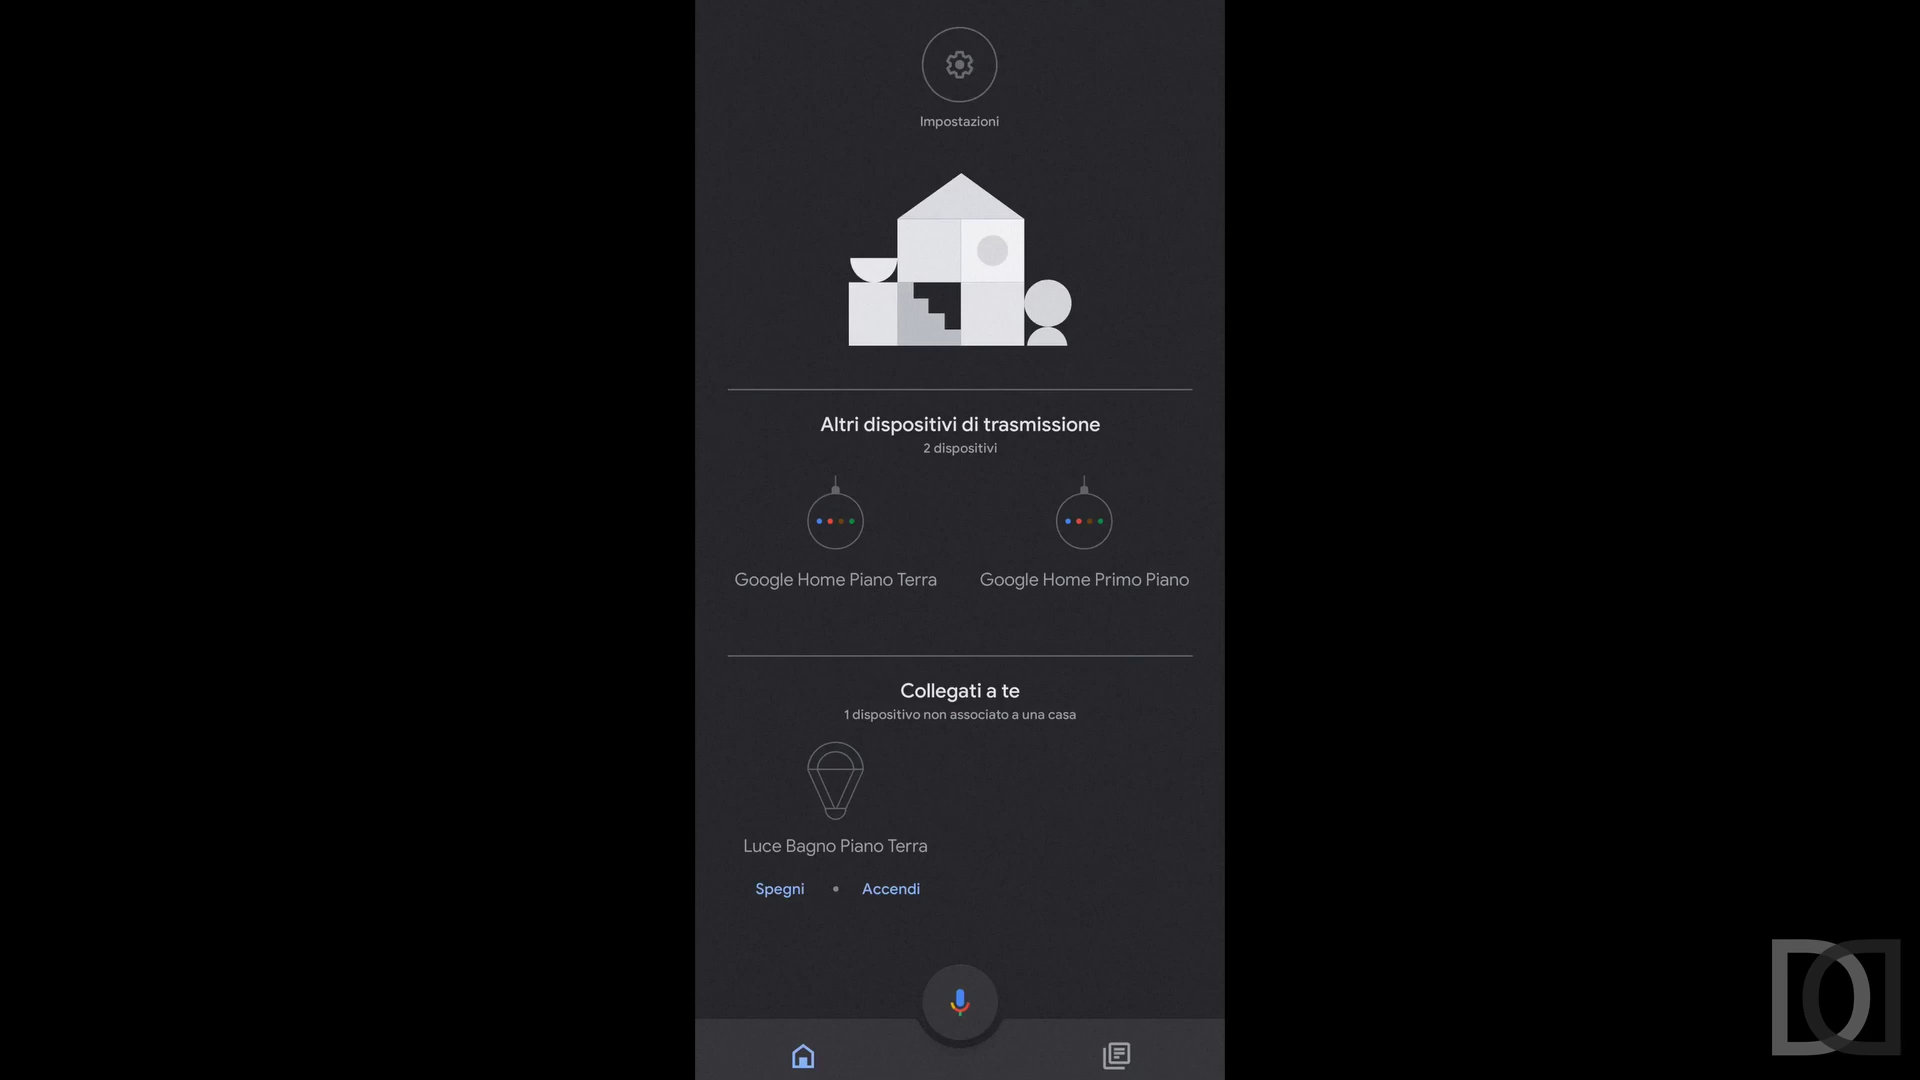 Impostazioni
Altri dispositivi di trasmissione
2 dispositivi
Google Home Piano Terra
Google Home Primo Piano
Collegati a te
1 dispositivo non associato a una casa
Luce Bagno Piano Terra
Spegni • Accendi